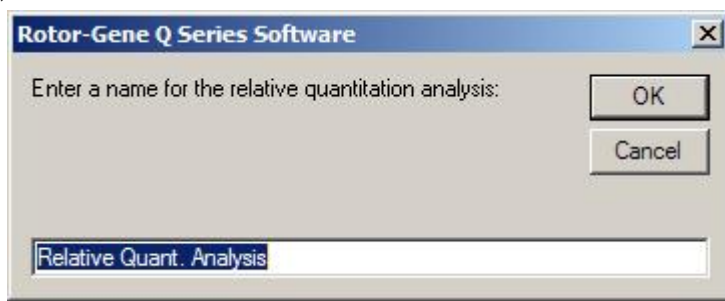 Rotor-Gene Q Series Software
Enter a name for the relative quantitation analysis:
OK
Cancel
Relative Quant. Analysis